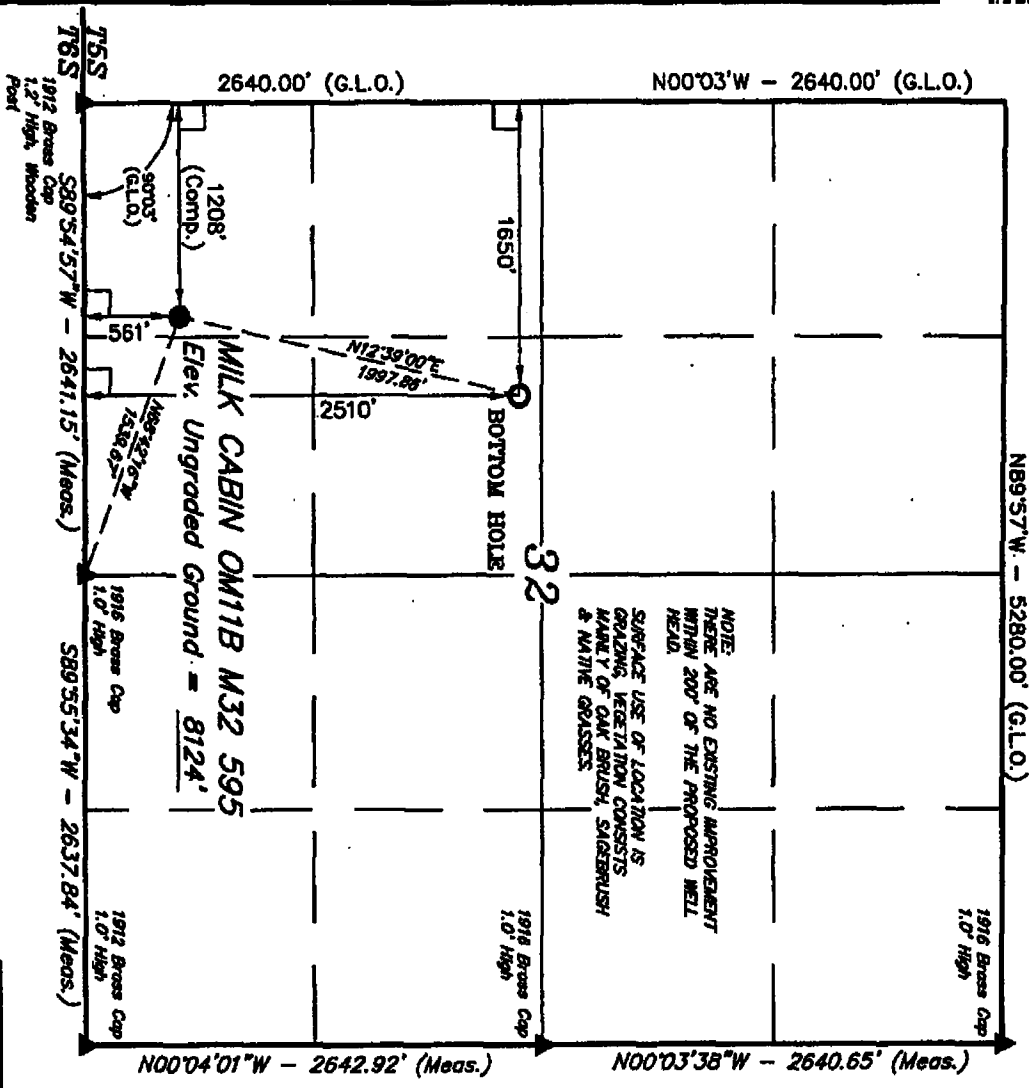 N89°57'W. - 5280.00' (G.L.O.)
N00°03'W - 2640.00' (G.L.O.)
2640.00' (G.L.O.)
1916 Brass Cap
1.0' High
NOTE:
THERE ARE NO EXISTING IMPROVEMENT
WITHIN 200' OF THE PROPOSED WELL
HEAD.
SURFACE USE OF LOCATION IS
GRAZING, VEGETATION CONSISTS
MAINLY OF OAK BRUSH, SAGEBRUSH
& NATIVE GRASSES.
32
1916 Brass Cap
1.0' High
1650'
BOTTOM HOLE
N12°39'00"E
1997.86'
2510'
MILK CABIN OM11B M32 595
Elev. Ungraded Ground = 8124'
1208'
(Comp.)
90°03'
(G.L.O.)
561'
1539.67'
T5S
T6S
1912 Brass Cap
1.2' High, Wooden
Post
S89°54'57"W - 2641.15' (Meas.)
1916 Brass Cap
1.0' High
S89°55'34"W - 2637.84' (Meas.)
1912 Brass Cap
1.0' High
N00°04'01"W - 2642.92' (Meas.)
N00°03'38"W - 2640.65' (Meas.)